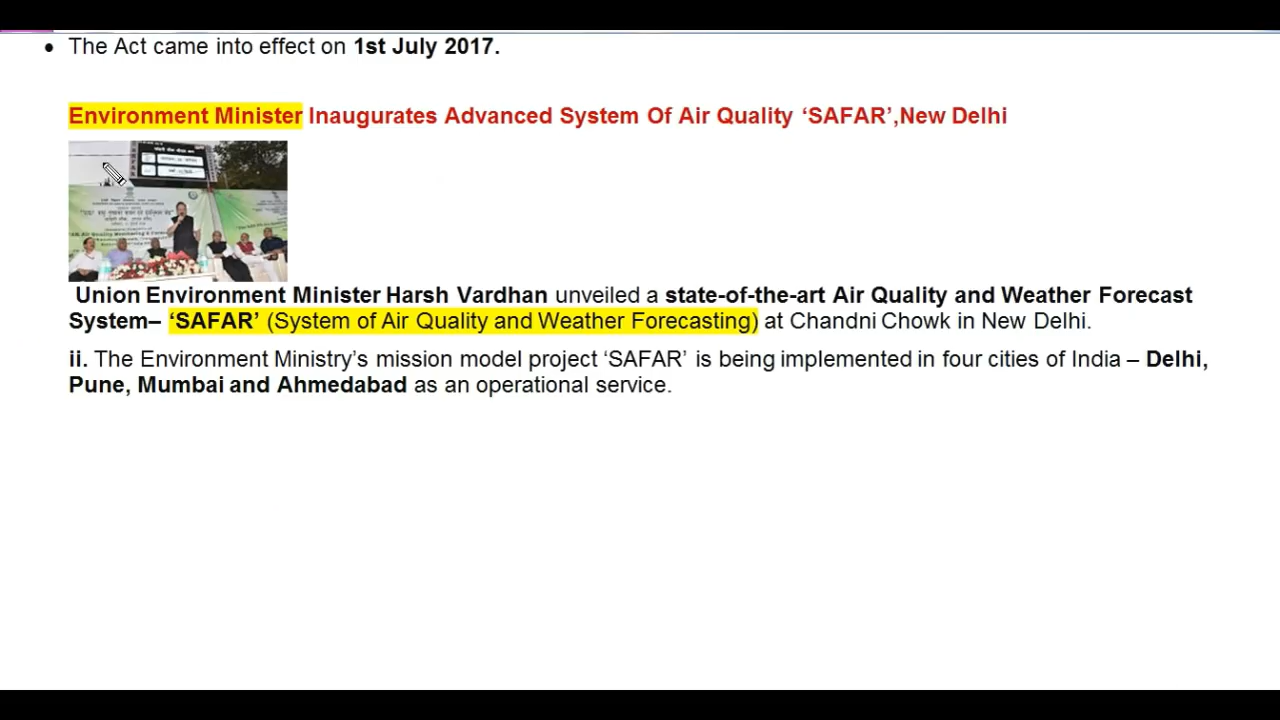 • The Act came into effect on 1st July 2017.
Environment Minister Inaugurates Advanced System Of Air Quality ‘SAFAR’,New Delhi
Union Environment Minister Harsh Vardhan unveiled a state-of-the-art Air Quality and Weather Forecast
System– ‘SAFAR’ (System of Air Quality and Weather Forecasting) at Chandni Chowk in New Delhi.
ii. The Environment Ministry’s mission model project ‘SAFAR’ is being implemented in four cities of India – Delhi,
Pune, Mumbai and Ahmedabad as an operational service.